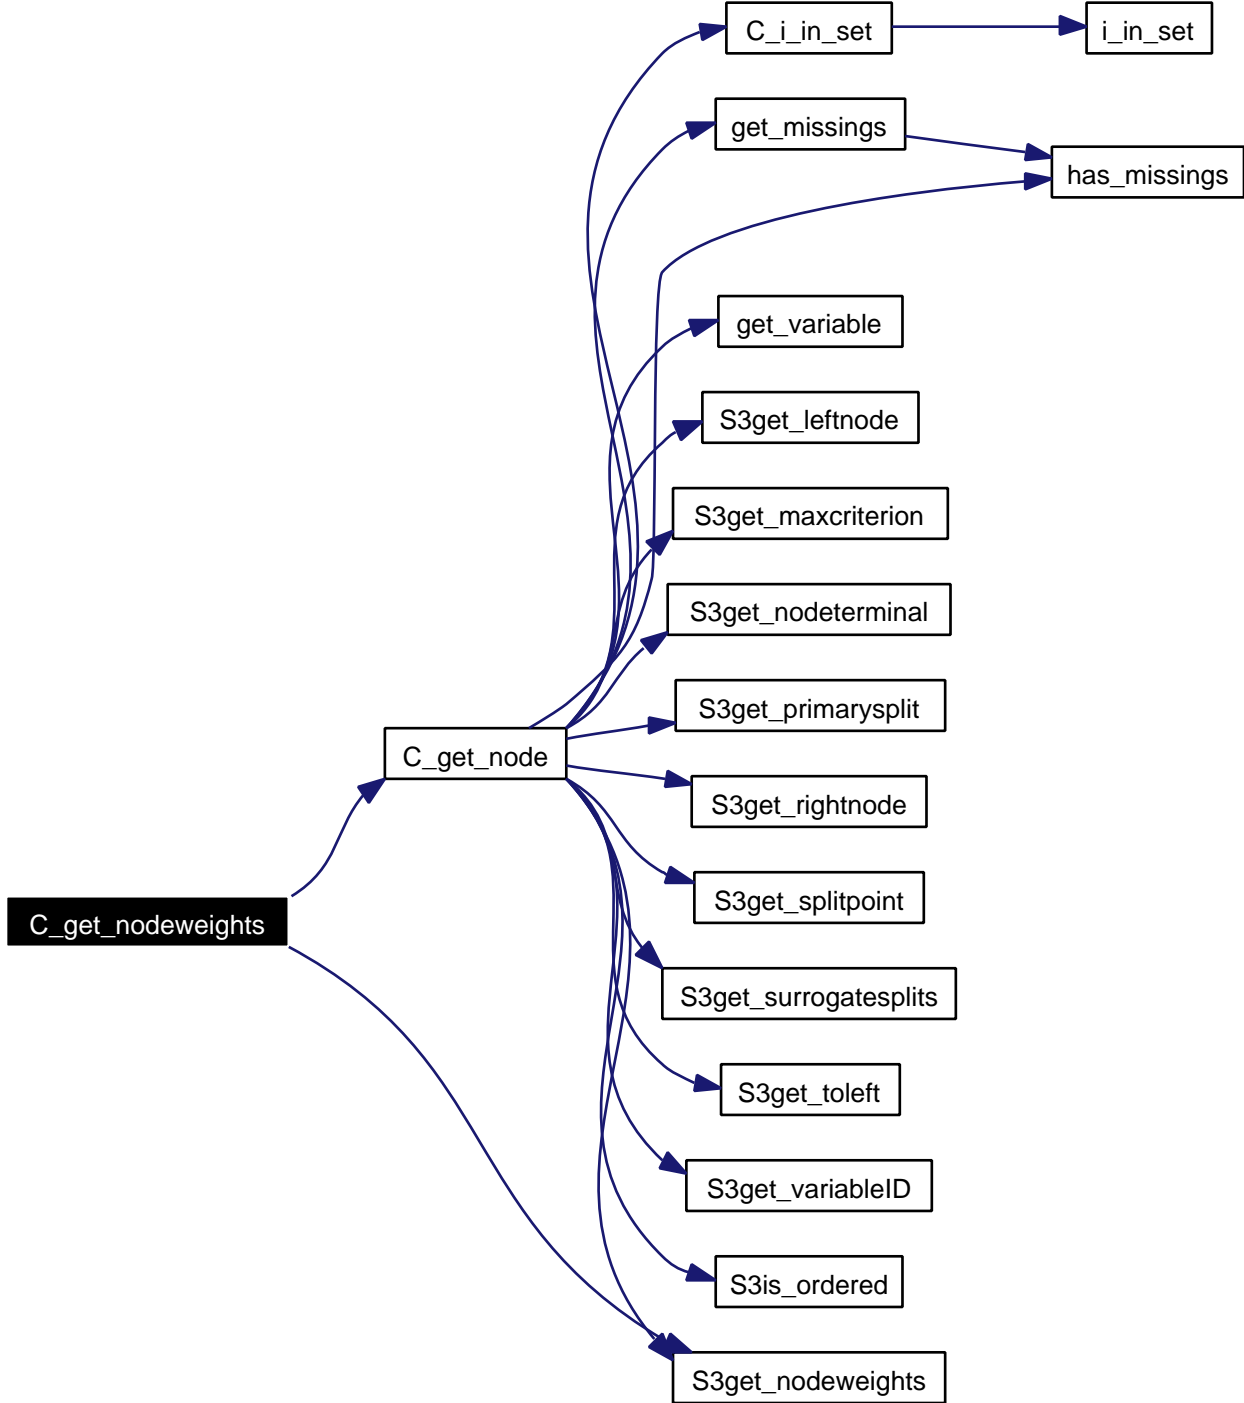 C_i_in_set
i_in_set
get_missings
has_missings
get_variable
S3get_leftnode
S3get_maxcriterion
S3get_nodeterminal
S3get_primarysplit
C_get_node
S3get_rightnode
S3get_splitpoint
C_get_nodeweights
S3get_surrogatesplits
S3get_toleft
S3get_variableID
S3is_ordered
S3get_nodeweights